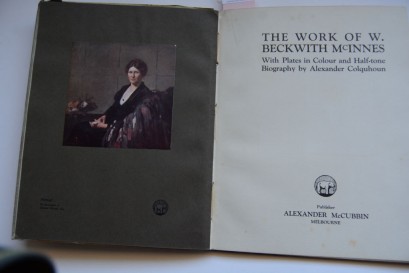 THE WORK OF W.
BECKWITH McINNES
With Plates in Colour and Half-tone
Biography by Alexander Colquhoun
Publisher
ALEXANDER McCUBBIN
MELBOURNE